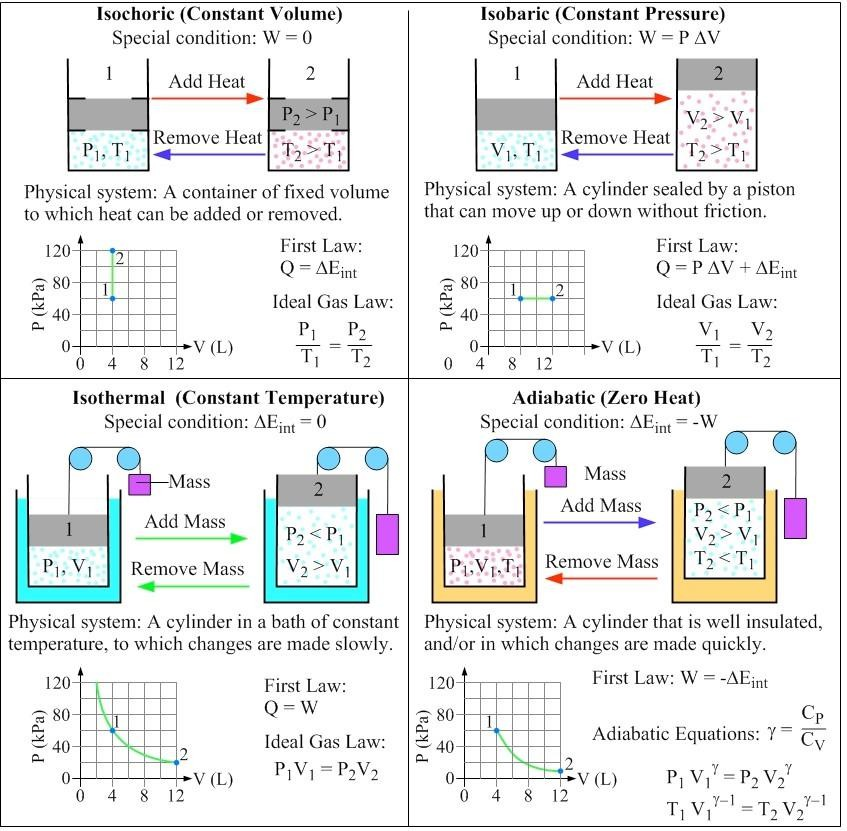 Isochoric (Constant Volume)
Special condition: W = 0
1
Add Heat
2
P₂ > P₁
Remove Heat
P₁, T₁
T₂ > T₁
Physical system: A container of fixed volume
to which heat can be added or removed.
120
80
40
0
P (kPa)
2
1
V (L)
0 4 8 12
First Law:
Q = ΔE_int
Ideal Gas Law:
P₁/T₁ = P₂/T₂
Isobaric (Constant Pressure)
Special condition: W = P ΔV
1
Add Heat
2
V₂ > V₁
Remove Heat
V₁, T₁
T₂ > T₁
Physical system: A cylinder sealed by a piston
that can move up or down without friction.
120
80
40
0
P (kPa)
1 2
V (L)
0 4 8 12
First Law:
Q = P ΔV + ΔE_int
Ideal Gas Law:
V₁/T₁ = V₂/T₂
Isothermal (Constant Temperature)
Special condition: ΔE_int = 0
Mass
1
2
Add Mass
P₂ < P₁
Remove Mass
P₁, V₁
V₂ > V₁
Physical system: A cylinder in a bath of constant
temperature, to which changes are made slowly.
120
80
40
0
P (kPa)
1
2
V (L)
0 4 8 12
First Law:
Q = W
Ideal Gas Law:
P₁V₁ = P₂V₂
Adiabatic (Zero Heat)
Special condition: ΔE_int = -W
Mass
1
2
Add Mass
P₂ < P₁
V₂ > V₁
T₂ < T₁
Remove Mass
P₁,V₁,T₁
Physical system: A cylinder that is well insulated,
and/or in which changes are made quickly.
120
80
40
0
P (kPa)
1
2
V (L)
0 4 8 12
First Law: W = -ΔE_int
Adiabatic Equations: γ = C_P/C_V
P₁ V₁^γ = P₂ V₂^γ
T₁ V₁^γ−1 = T₂ V₂^γ−1